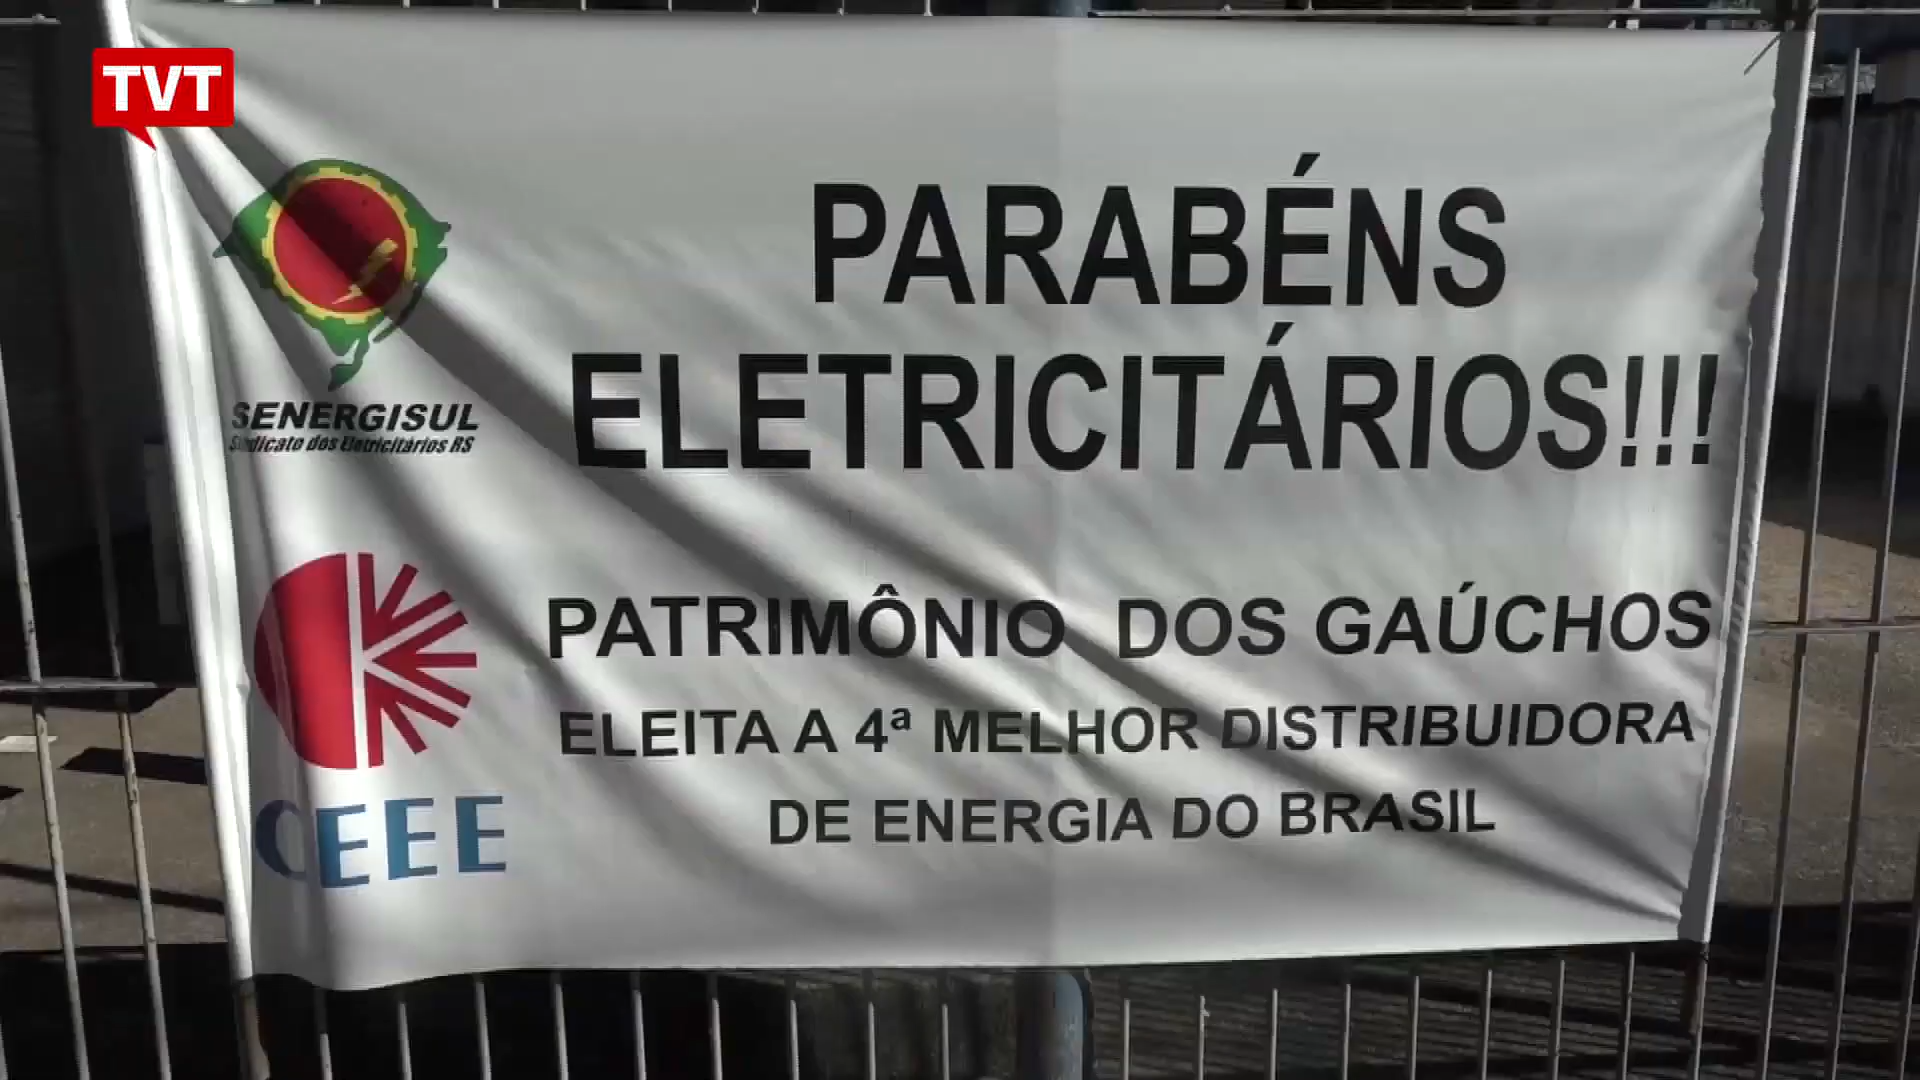 TVT
PARABÉNS
ELETRICITÁRIOS!!!
SENERGISUL
Sindicato dos Eletricitários RS
PATRIMÔNIO DOS GAÚCHOS
ELEITA A 4ª MELHOR DISTRIBUIDORA
DE ENERGIA DO BRASIL
CEEE